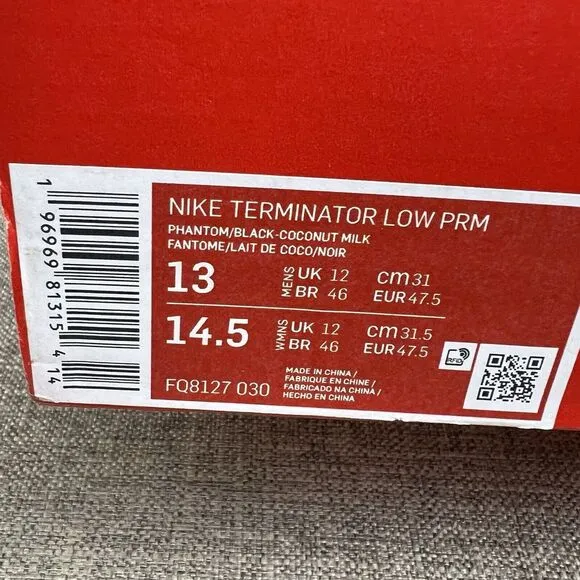 1 96969 81315 4 14
NIKE TERMINATOR LOW PRM
PHANTOM/BLACK-COCONUT MILK
FANTOME/LAIT DE COCO/NOIR
13 MENS UK 12 CM 31
BR 46 EUR 47.5
14.5 WMNS UK 12 CM 31.5
BR 46 EUR 47.5
RFID
FQ8127 030
MADE IN CHINA /
FABRIQUE EN CHINE /
FABRICADO NA CHINA /
HECHO EN CHINA